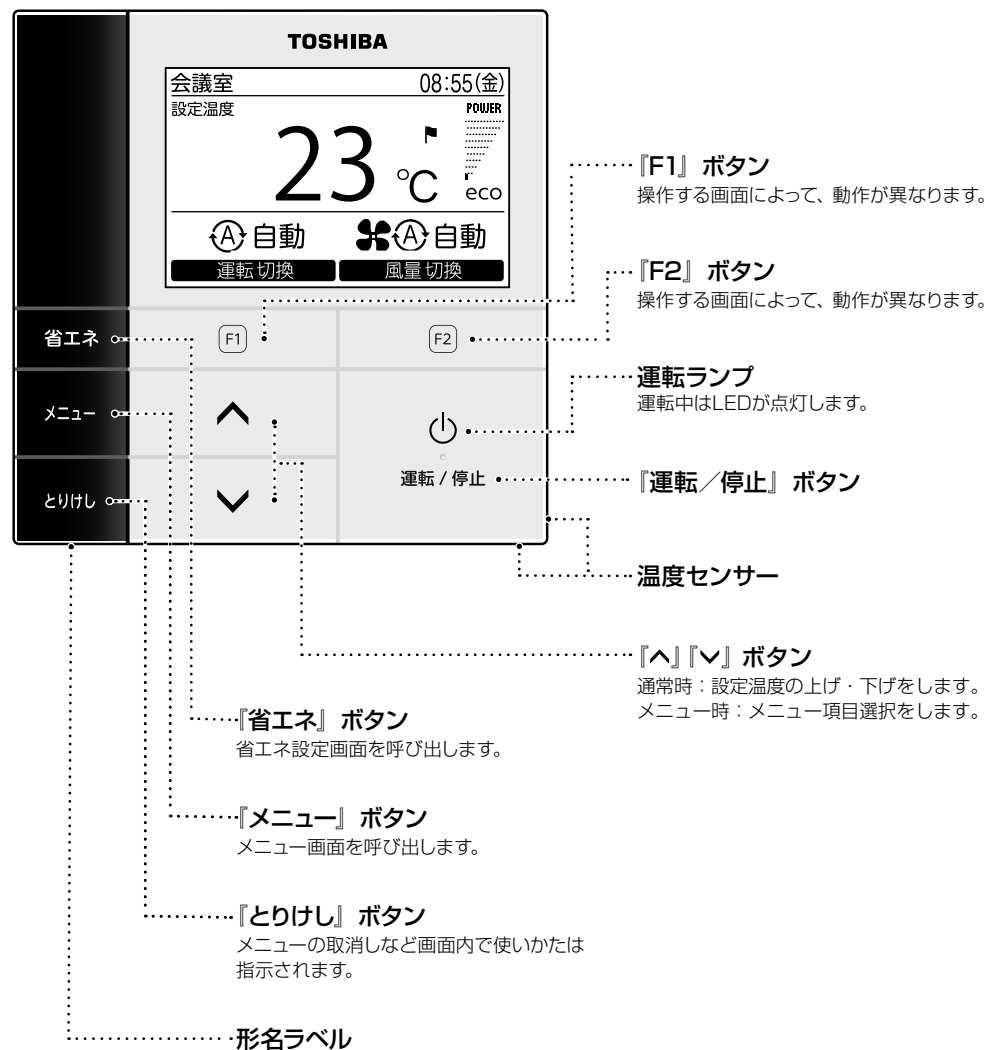 TOSHIBA
会議室 08:55(金)
設定温度 POWER
23 ℃
eco
Ⓐ自動 Ⓐ自動
運転切換 風量切換
省エネ F1 F2
メニュー
運転/停止
とりけし
『F1』ボタン
操作する画面によって、動作が異なります。
『F2』ボタン
操作する画面によって、動作が異なります。
運転ランプ
運転中はLEDが点灯します。
『運転／停止』ボタン
温度センサー
『∧』『∨』ボタン
通常時：設定温度の上げ・下げをします。
メニュー時：メニュー項目選択をします。
『省エネ』ボタン
省エネ設定画面を呼び出します。
『メニュー』ボタン
メニュー画面を呼び出します。
『とりけし』ボタン
メニューの取消しなど画面内で使いかたは
指示されます。
形名ラベル